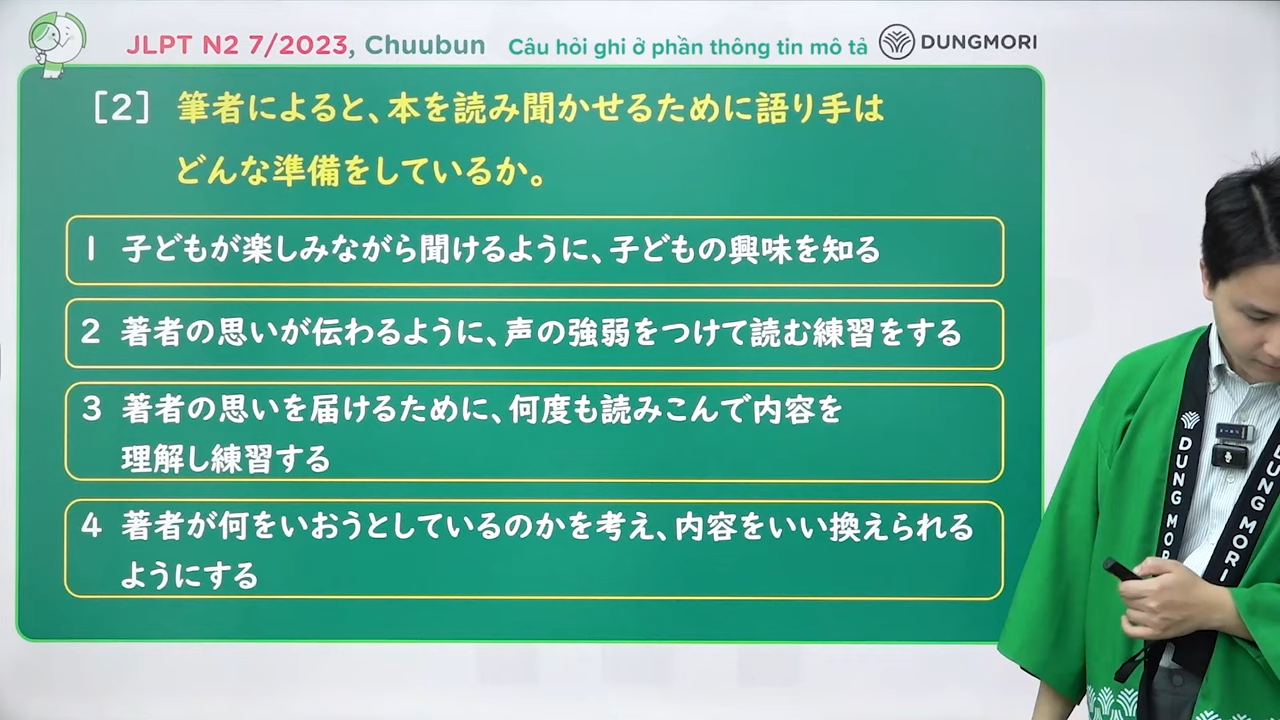 JLPT N2 7/2023, Chuubun Câu hỏi ghi ở phần thông tin mô tả DUNGMORI
[2] 筆者によると、本を読み聞かせるために語り手は
どんな準備をしているか。
1 子どもが楽しみながら聞けるように、子どもの興味を知る
2 著者の思いが伝わるように、声の強弱をつけて読む練習をする
3 著者の思いを届けるために、何度も読みこんで内容を
理解し練習する
4 著者が何をいおうとしているのかを考え、内容をいい換えられる
ようにする
DUNG MORI
DUNG MORI